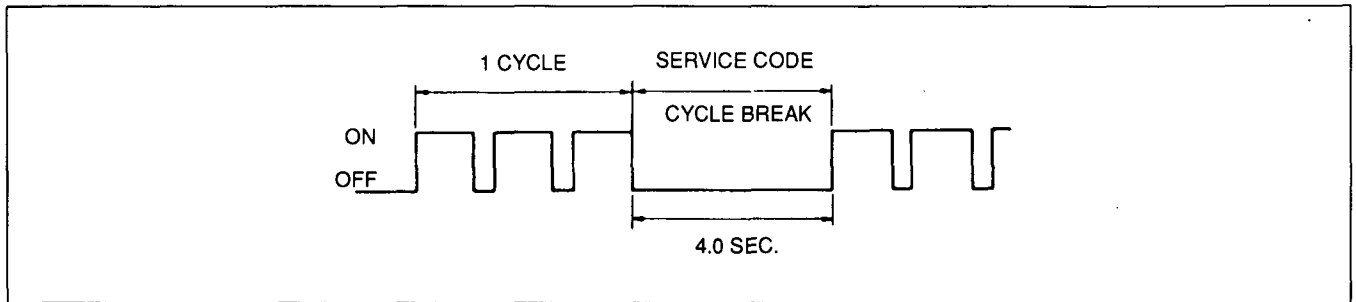 1 CYCLE
SERVICE CODE
CYCLE BREAK
ON
OFF
4.0 SEC.